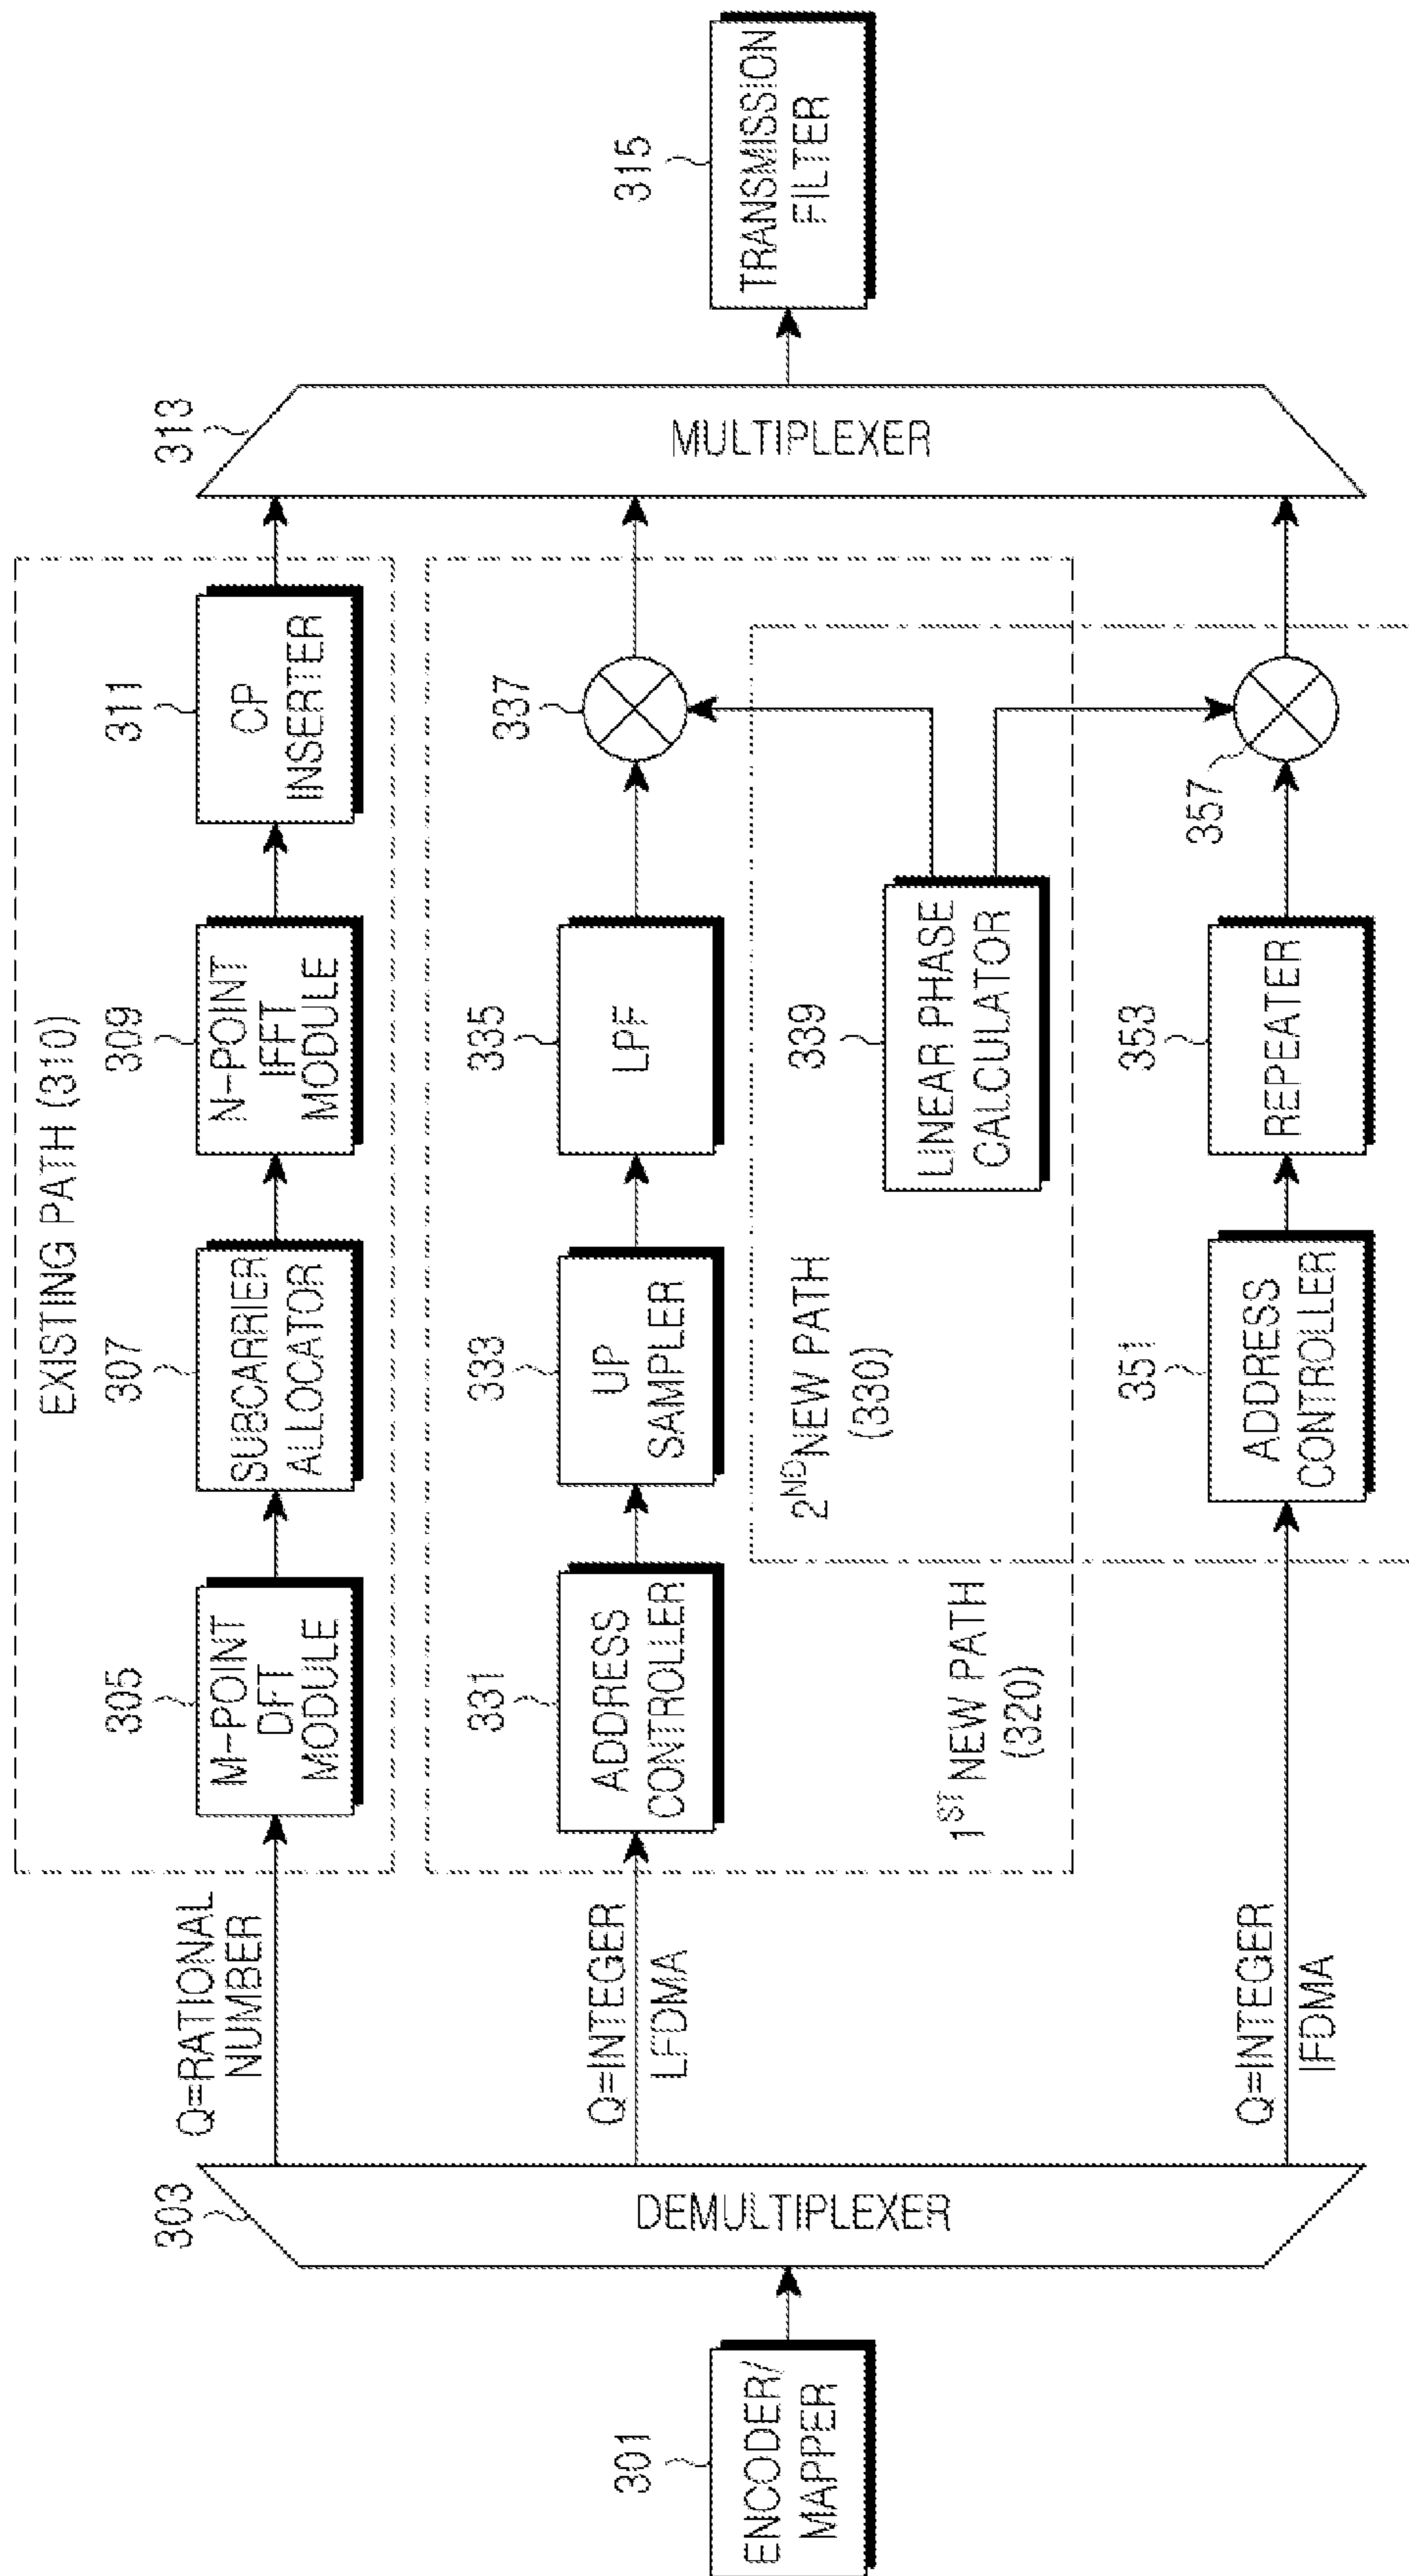 301
ENCODER/
MAPPER
303
DEMULTIPLEXER
Q=RATIONAL
NUMBER
Q=INTEGER
LFDMA
Q=INTEGER
IFDMA
EXISTING PATH (310)
305
M-POINT
DFT
MODULE
307
SUBCARRIER
ALLOCATOR
309
N-POINT
IFFT
MODULE
311
CP
INSERTER
331
ADDRESS
CONTROLLER
333
UP
SAMPLER
335
LPF
337
1ST NEW PATH
(320)
2ND NEW PATH
(330)
339
LINEAR PHASE
CALCULATOR
351
ADDRESS
CONTROLLER
353
REPEATER
357
313
MULTIPLEXER
315
TRANSMISSION
FILTER